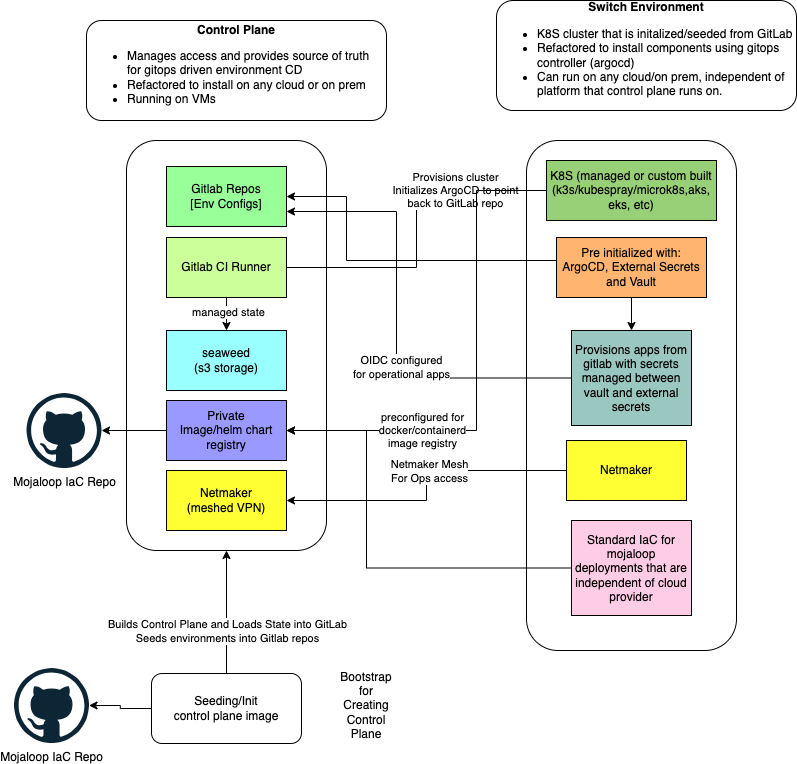 Control Plane
• Manages access and provides source of truth
for gitops driven environment CD
• Refactored to install on any cloud or on prem
• Running on VMs
Switch Environment
• K8S cluster that is initalized/seeded from GitLab
• Refactored to install components using gitops
controller (argocd)
• Can run on any cloud/on prem, independent of
platform that control plane runs on.
Gitlab Repos
[Env Configs]
Gitlab CI Runner
managed state
seaweed
(s3 storage)
Private
Image/helm chart
registry
Netmaker
(meshed VPN)
Provisions cluster
Initializes ArgoCD to point
back to GitLab repo
OIDC configured
for operational apps
preconfigured for
docker/containerd
image registry
Netmaker Mesh
For Ops access
K8S (managed or custom built
(k3s/kubespray/microk8s,aks,
eks, etc)
Pre initialized with:
ArgoCD, External Secrets
and Vault
Provisions apps from
gitlab with secrets
managed between
vault and external
secrets
Netmaker
Standard IaC for
mojaloop
deployments that are
independent of cloud
provider
Mojaloop IaC Repo
Builds Control Plane and Loads State into GitLab
Seeds environments into Gitlab repos
Seeding/Init
control plane image
Bootstrap
for
Creating
Control
Plane
Mojaloop IaC Repo